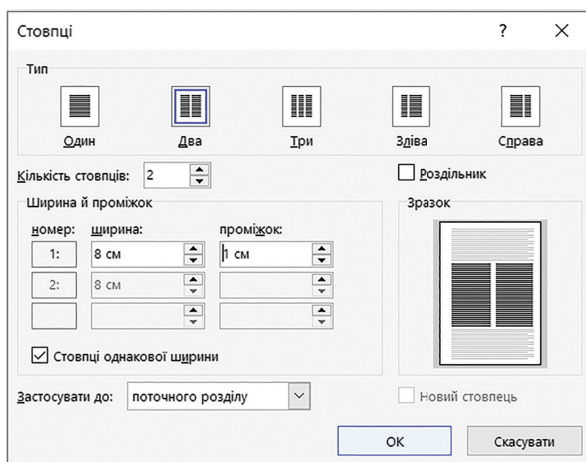 Стовпці ?
Тип
Один Два Три Зліва Справа
Кількість стовпців: 2
Роздільник
Ширина й проміжок
Зразок
номер: ширина: проміжок:
1: 8 см 1 см
2: 8 см
Стовпці однакової ширини
Застосувати до: поточного розділу
Новий стовпець
ОК Скасувати